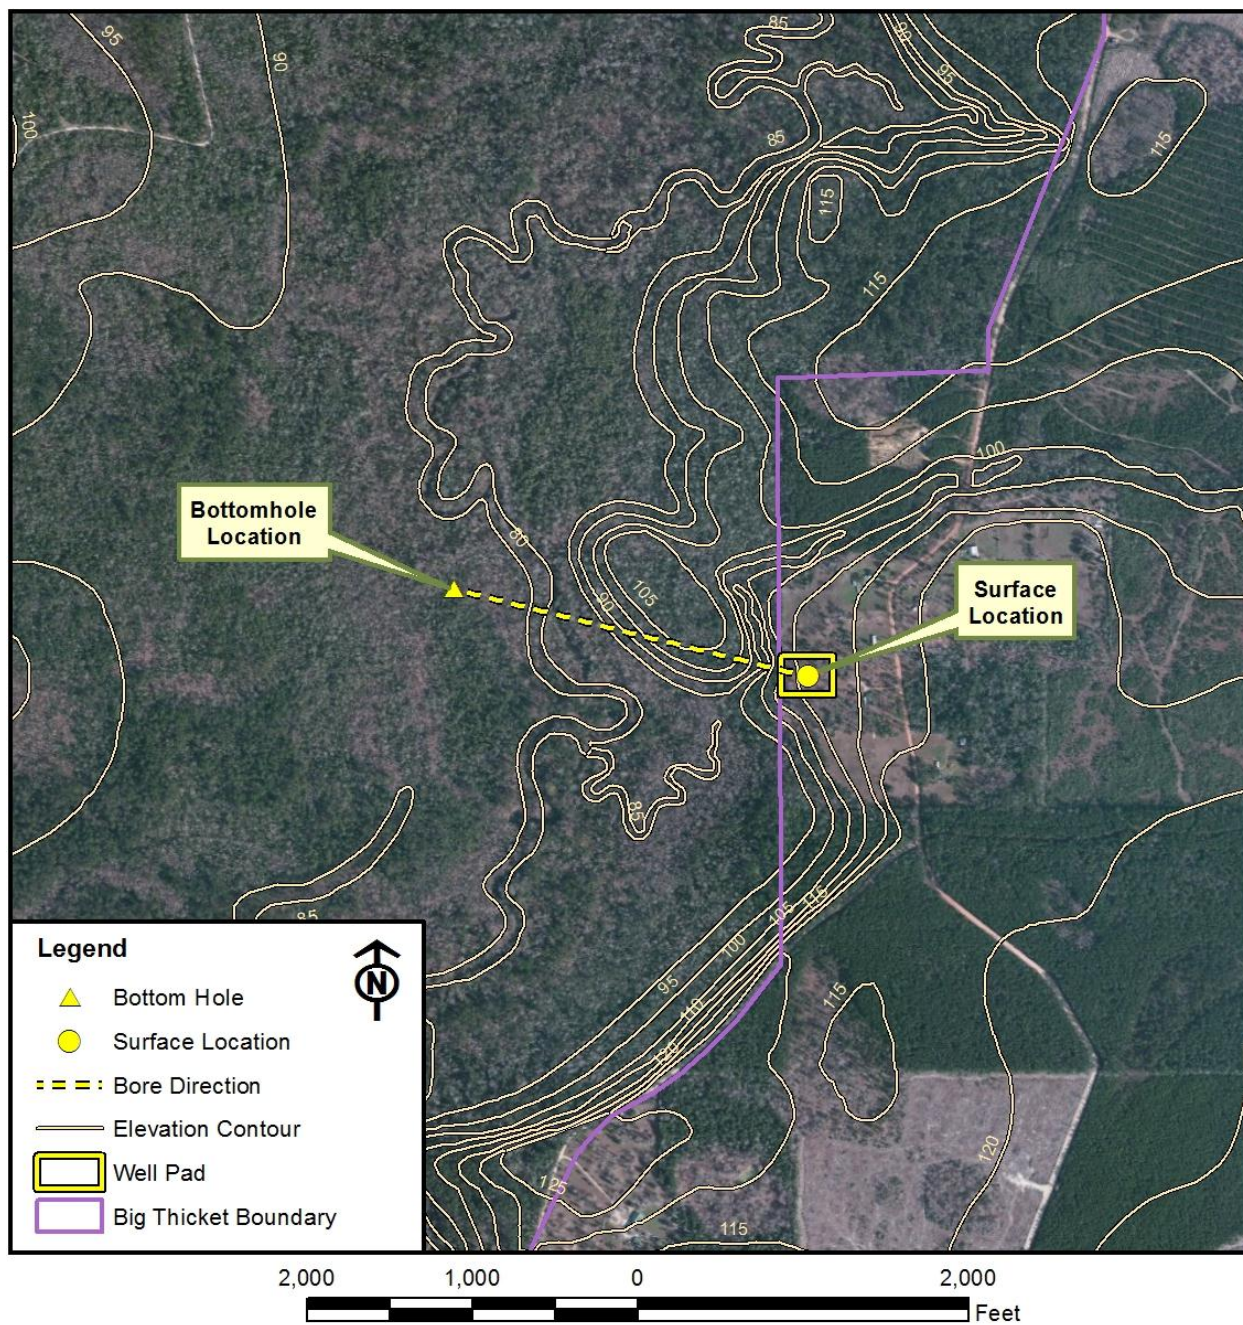 85
95
90
90
95
100
85
115
115
115
100
Bottomhole
Location
80
105
90
Surface
Location
85
85
105
115
100
95
110
115
120
120
125
115
Legend
N
Bottom Hole
Surface Location
Bore Direction
Elevation Contour
Well Pad
Big Thicket Boundary
2,000 1,000 0 2,000
Feet